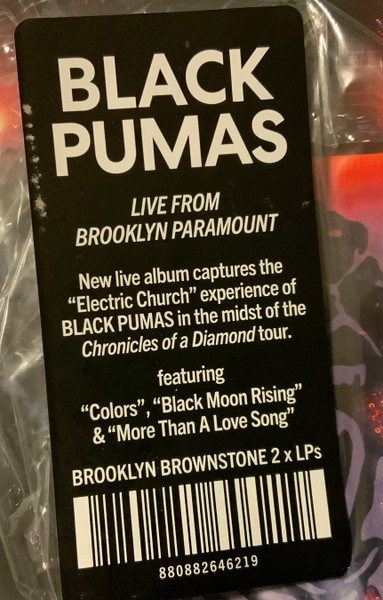 BLACK
PUMAS
LIVE FROM
BROOKLYN PARAMOUNT
New live album captures the
“Electric Church” experience of
BLACK PUMAS in the midst of the
Chronicles of a Diamond tour.
featuring
“Colors”, “Black Moon Rising”
& “More Than A Love Song”
BROOKLYN BROWNSTONE 2 x LPs
880882646219